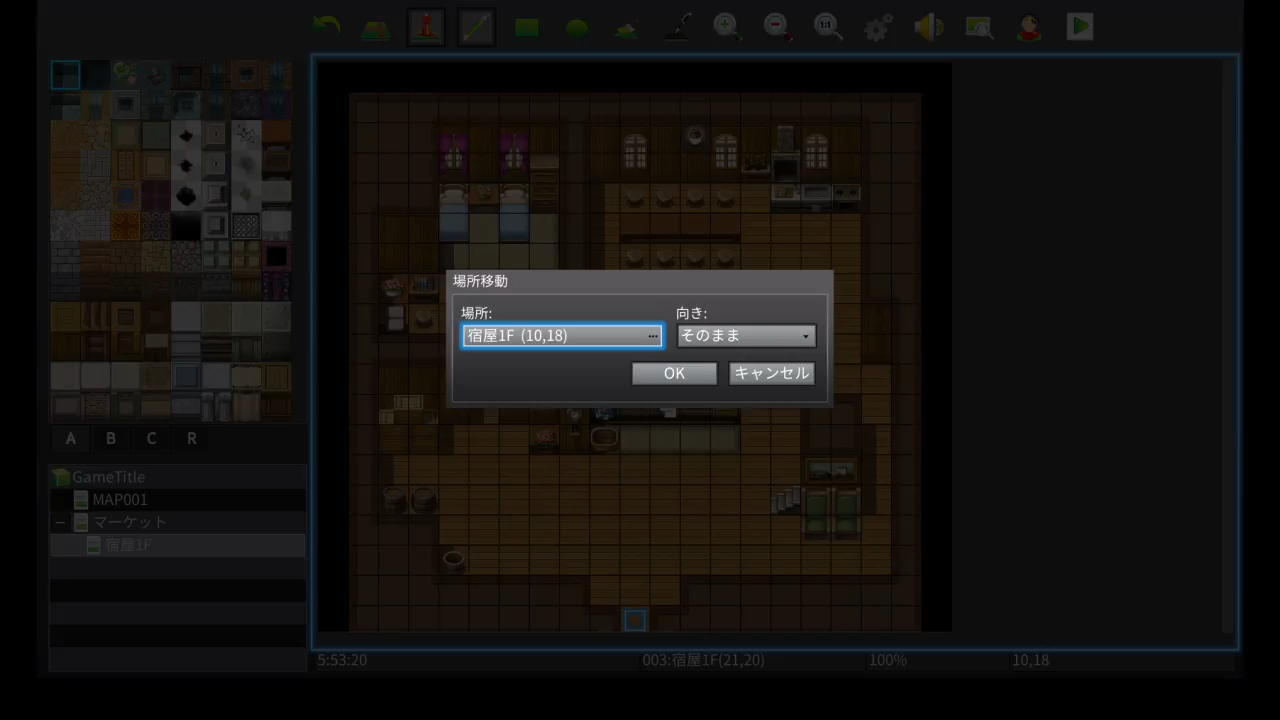 1:1
場所移動
場所:
向き:
宿屋1F (10,18)
...
そのまま
OK
キャンセル
A B C R
GameTitle
MAP001
マーケット
宿屋1F
5:53:20
003:宿屋1F(21,20)
100%
10,18